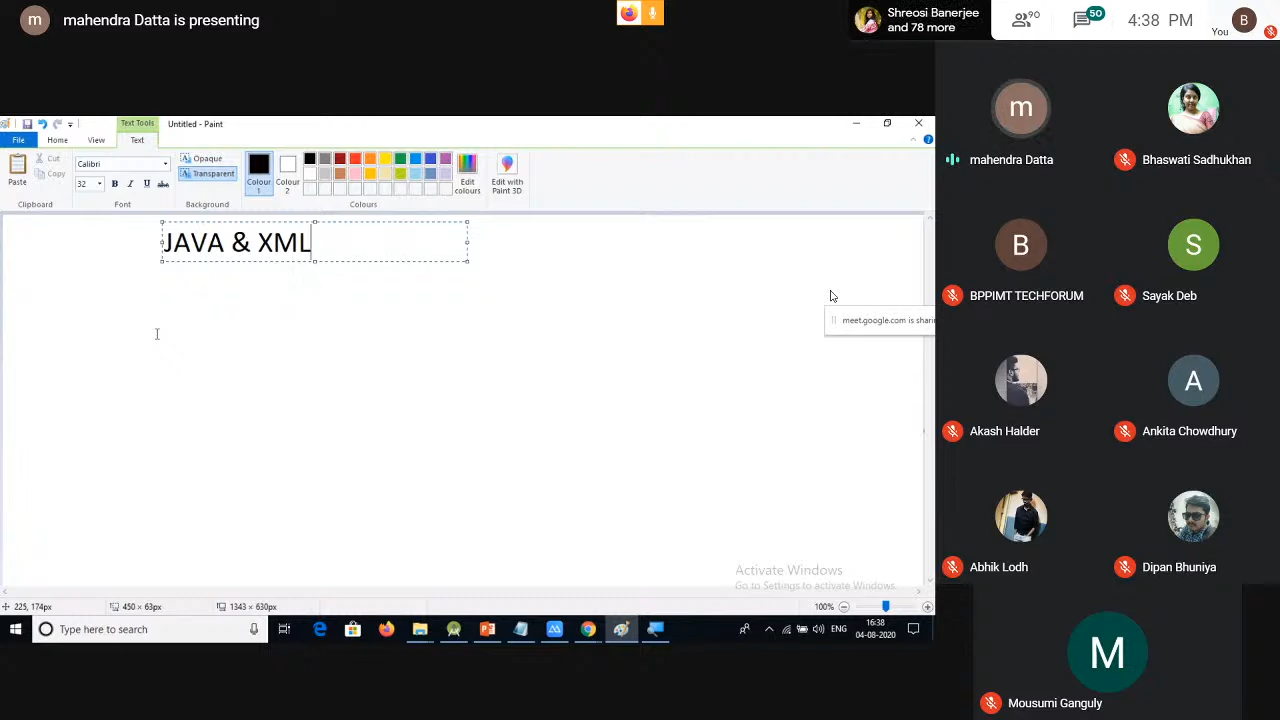 m
mahendra Datta is presenting
Shreosi Banerjee
and 78 more
90
50
4:38 PM
You
B
Text Tools
Untitled - Paint
File
Home
View
Text
Paste
Cut
Copy
Clipboard
Calibri
32
B
I
U
abc
Font
Opaque
Transparent
Background
Colour
1
Colour
2
Edit
colours
Edit with
Paint 3D
Colours
JAVA & XML
meet.google.com is sharin
Activate Windows
Go to Settings to activate Windows.
225, 174px
450 × 63px
1343 × 630px
100%
Type here to search
ENG
16:38
04-08-2020
m
mahendra Datta
Bhaswati Sadhukhan
B
BPPIMT TECHFORUM
S
Sayak Deb
Akash Halder
A
Ankita Chowdhury
Abhik Lodh
Dipan Bhuniya
M
Mousumi Ganguly